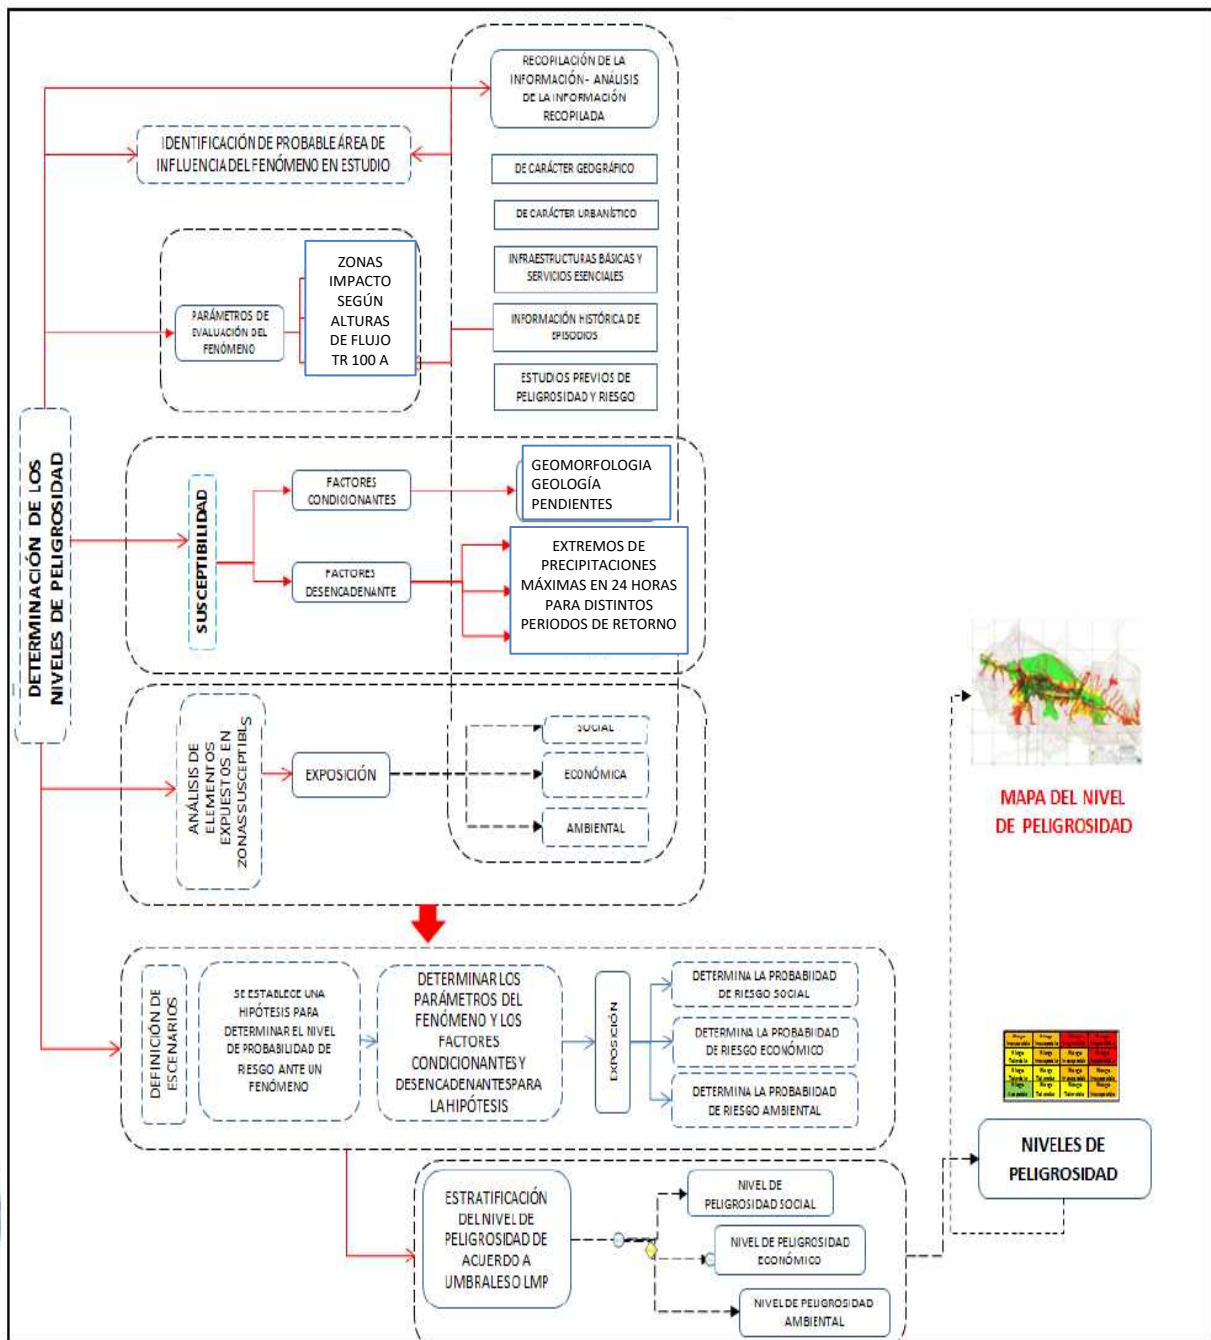 RECOPILACIÓN DE LA
INFORMACIÓN - ANÁLISIS
DE LA INFORMACIÓN
RECOPILADA
IDENTIFICACIÓN DE PROBABLE ÁREA DE
INFLUENCIA DEL FENÓMENO EN ESTUDIO
DE CARÁCTER GEOGRÁFICO
DE CARÁCTER URBANÍSTICO
INFRAESTRUCTURAS BÁSICAS Y
SERVICIOS ESENCIALES
INFORMACIÓN HISTÓRICA DE
EPISODIOS
ESTUDIOS PREVIOS DE
PELIGROSIDAD Y RIESGO
PARÁMETROS DE
EVALUACIÓN DEL
FENÓMENO
ZONAS
IMPACTO
SEGÚN
ALTURAS
DE FLUJO
TR 100 A
DETERMINACIÓN DE LOS
NIVELES DE PELIGROSIDAD
SUSCEPTIBILIDAD
FACTORES
CONDICIONANTES
GEOMORFOLOGIA
GEOLOGÍA
PENDIENTES
FACTORES
DESENCADENANTE
EXTREMOS DE
PRECIPITACIONES
MÁXIMAS EN 24 HORAS
PARA DISTINTOS
PERIODOS DE RETORNO
ANÁLISIS DE
ELEMENTOS
EXPUESTOS EN
ZONAS SUSCEPTIBLS
EXPOSICIÓN
SOCIAL
ECONÓMICA
AMBIENTAL
MAPA DEL NIVEL
DE PELIGROSIDAD
DEFINICIÓN DE
ESCENARIOS
SE ESTABLECE UNA
HIPÓTESIS PARA
DETERMINAR EL NIVEL
DE PROBABILIDAD DE
RIESGO ANTE UN
FENÓMENO
DETERMINAR LOS
PARÁMETROS DEL
FENÓMENO Y LOS
FACTORES
CONDICIONANTES Y
DESENCADENANTES PARA
LA HIPÓTESIS
EXPOSICIÓN
DETERMINA LA PROBABIIDAD
DE RIESGO SOCIAL
DETERMINA LA PROBABIIDAD
DE RIESGO ECONÓMICO
DETERMINA LA PROBABIIDAD
DE RIESGO AMBIENTAL
NIVELES DE
PELIGROSIDAD
ESTRATIFICACIÓN
DEL NIVEL DE
PELIGROSIDAD DE
ACUERDO A
UMBRALES O LMP
NIVEL DE
PELIGROSIDAD SOCIAL
NIVEL DE PELIGROSIDAD
ECONÓMICO
NIVEL DE PELIGROSIDAD
AMBIENTAL